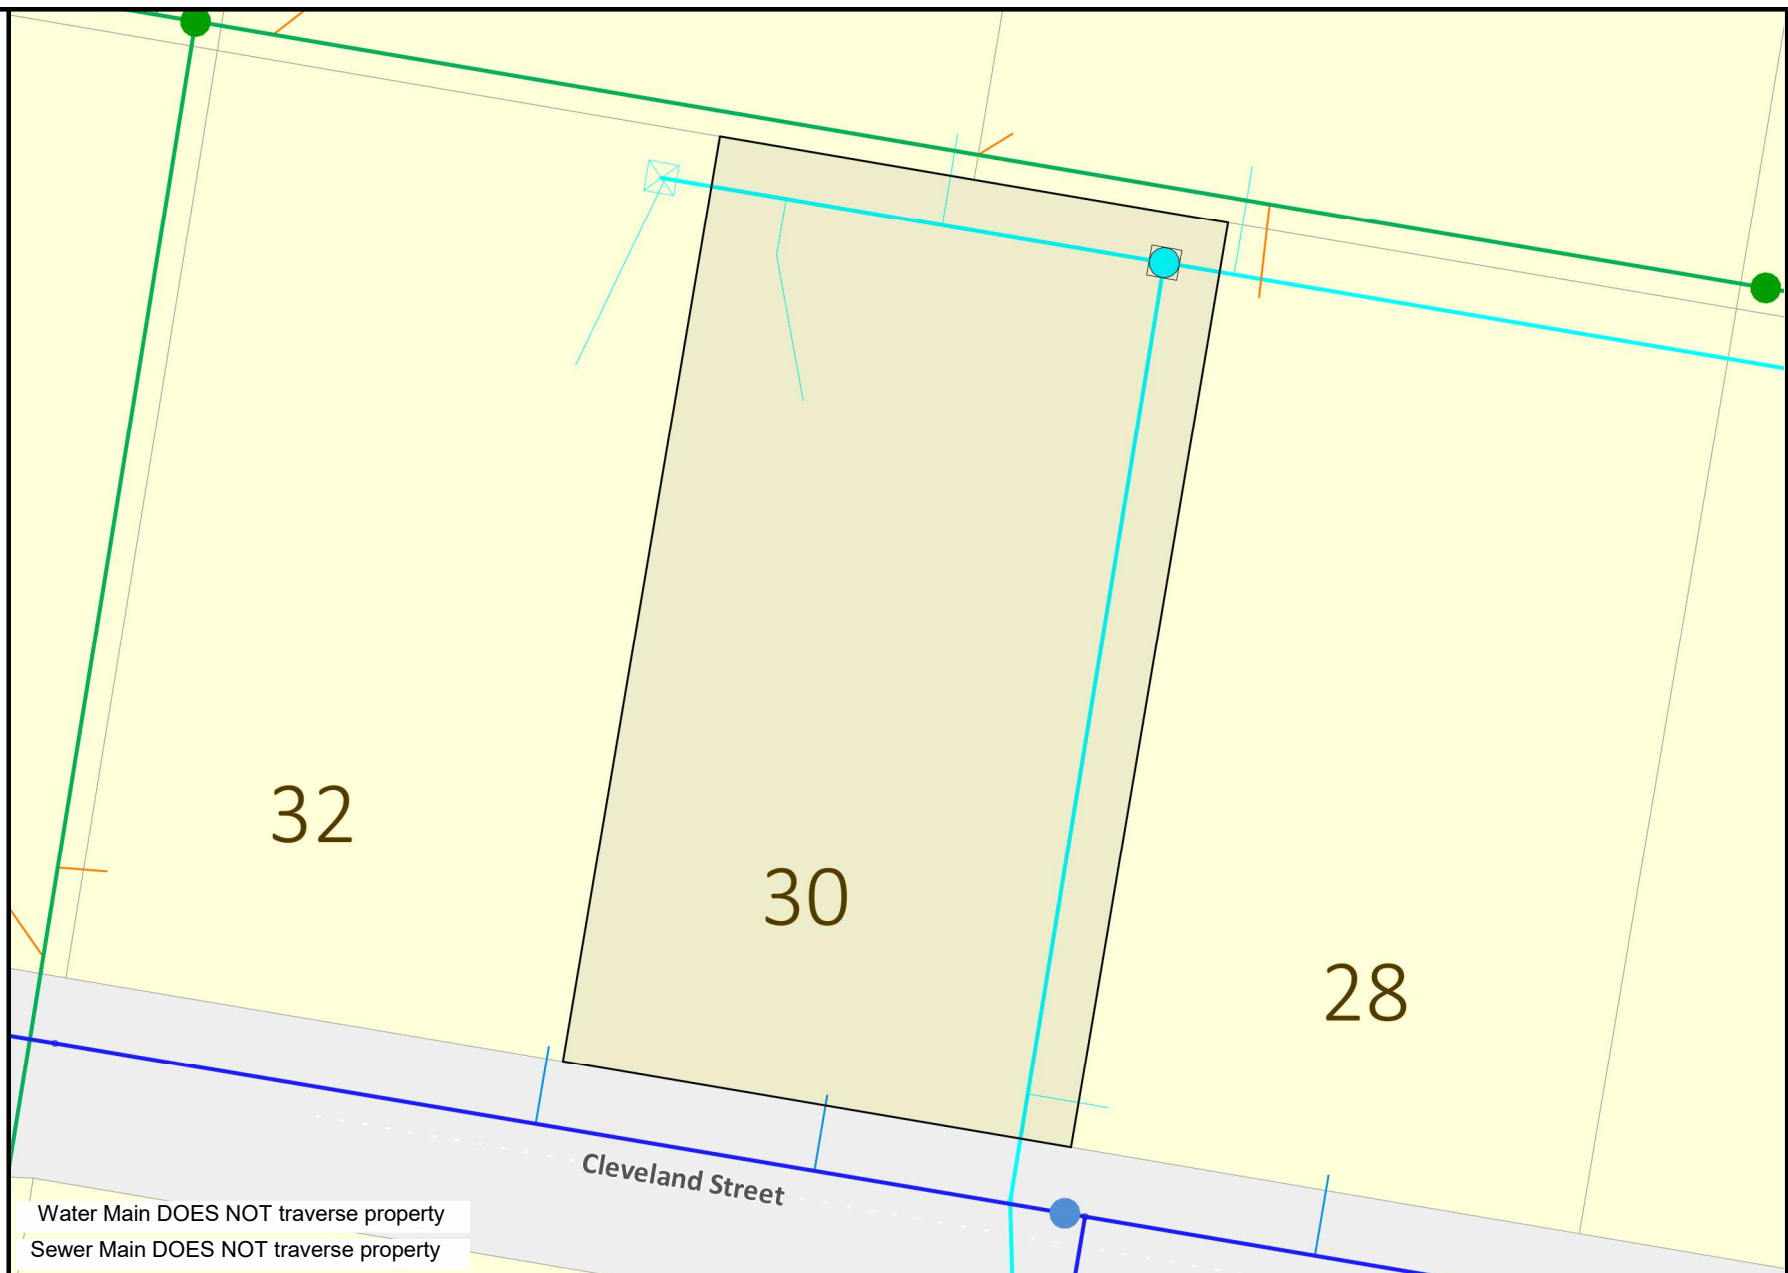 32
30
28
Cleveland Street
Water Main DOES NOT traverse property
Sewer Main DOES NOT traverse property